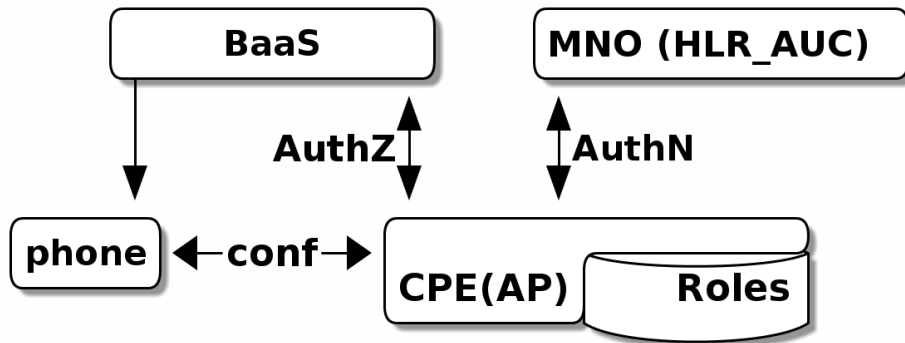 BaaS
MNO (HLR_AUC)
AuthZ
AuthN
phone
conf
CPE(AP)
Roles